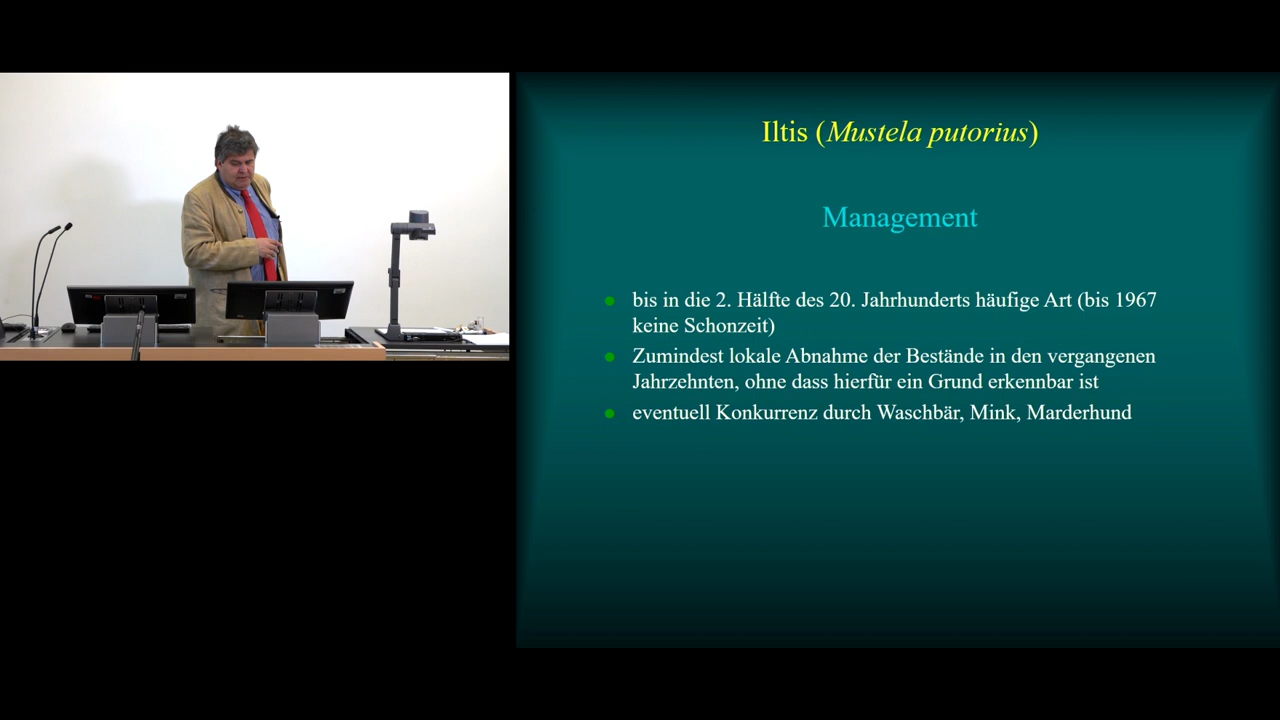 Iltis (Mustela putorius)
Management
bis in die 2. Hälfte des 20. Jahrhunderts häufige Art (bis 1967
keine Schonzeit)
Zumindest lokale Abnahme der Bestände in den vergangenen
Jahrzehnten, ohne dass hierfür ein Grund erkennbar ist
eventuell Konkurrenz durch Waschbär, Mink, Marderhund